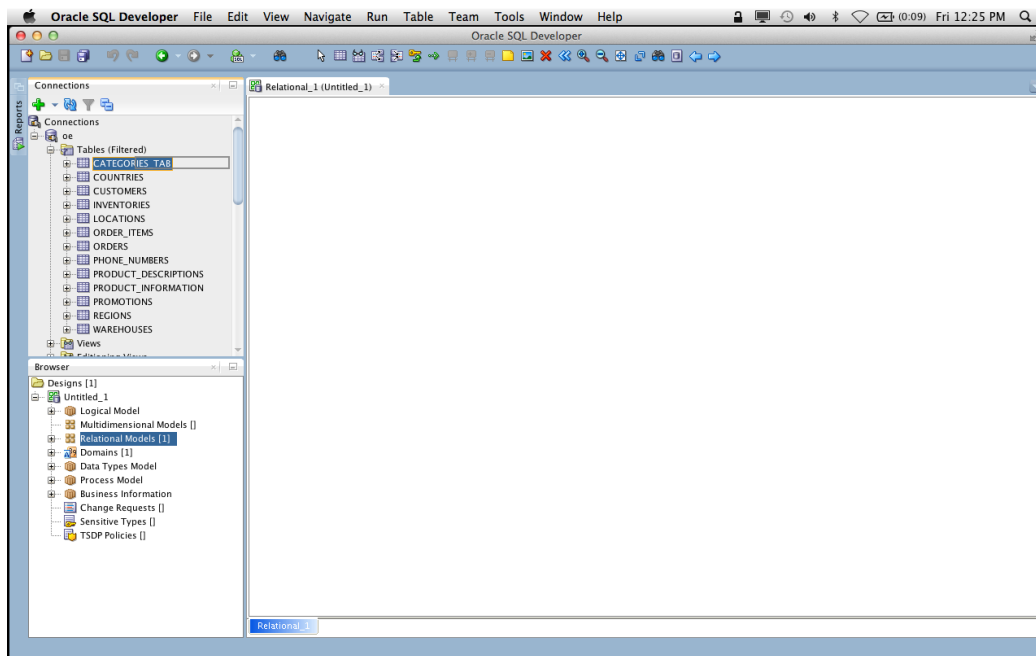 Oracle SQL Developer File Edit View Navigate Run Table Team Tools Window Help (0:09) Fri 12:25 PM
Oracle SQL Developer
Reports
Connections
Relational_1 (Untitled_1)
Connections
oe
Tables (Filtered)
CATEGORIES_TAB
COUNTRIES
CUSTOMERS
INVENTORIES
LOCATIONS
ORDER_ITEMS
ORDERS
PHONE_NUMBERS
PRODUCT_DESCRIPTIONS
PRODUCT_INFORMATION
PROMOTIONS
REGIONS
WAREHOUSES
Views
Editioning Views
Browser
Designs [1]
Untitled_1
Logical Model
Multidimensional Models []
Relational Models [1]
Domains [1]
Data Types Model
Process Model
Business Information
Change Requests []
Sensitive Types []
TSDP Policies []
Relational_1